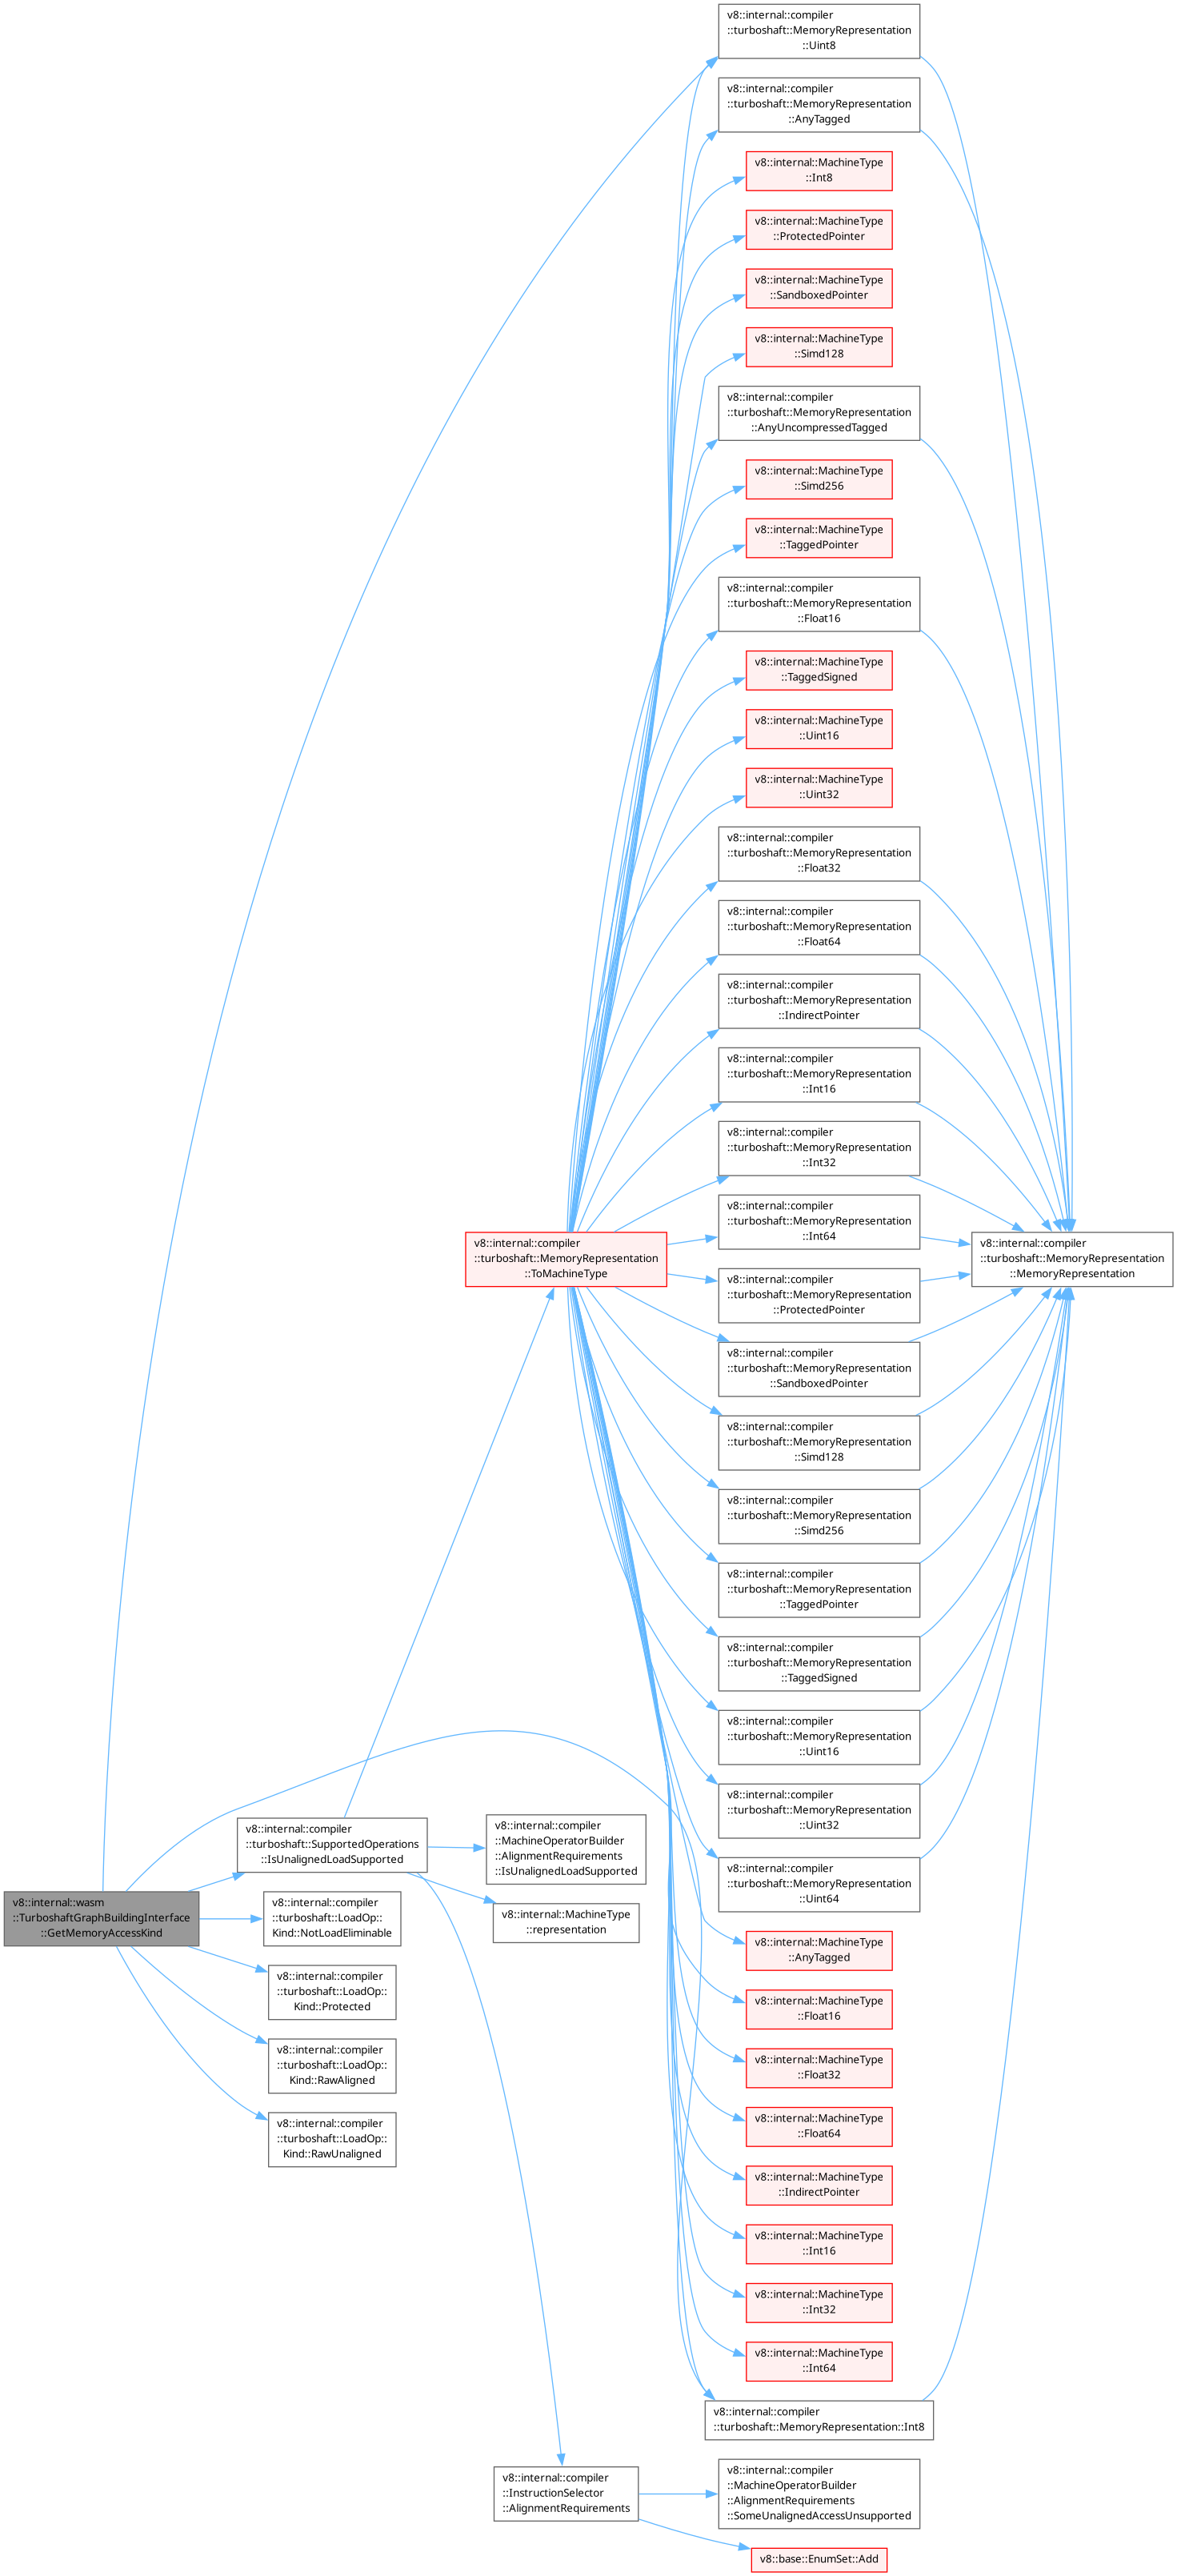 v8::internal::wasm
::TurboshaftGraphBuildingInterface
::GetMemoryAccessKind
v8::internal::compiler
::turboshaft::SupportedOperations
::IsUnalignedLoadSupported
v8::internal::compiler
::turboshaft::LoadOp::
Kind::NotLoadEliminable
v8::internal::compiler
::turboshaft::LoadOp::
Kind::Protected
v8::internal::compiler
::turboshaft::LoadOp::
Kind::RawAligned
v8::internal::compiler
::turboshaft::LoadOp::
Kind::RawUnaligned
v8::internal::compiler
::turboshaft::MemoryRepresentation
::ToMachineType
v8::internal::compiler
::MachineOperatorBuilder
::AlignmentRequirements
::IsUnalignedLoadSupported
v8::internal::MachineType
::representation
v8::internal::compiler
::InstructionSelector
::AlignmentRequirements
v8::internal::compiler
::turboshaft::MemoryRepresentation
::Uint8
v8::internal::compiler
::turboshaft::MemoryRepresentation
::AnyTagged
v8::internal::MachineType
::Int8
v8::internal::MachineType
::ProtectedPointer
v8::internal::MachineType
::SandboxedPointer
v8::internal::MachineType
::Simd128
v8::internal::compiler
::turboshaft::MemoryRepresentation
::AnyUncompressedTagged
v8::internal::MachineType
::Simd256
v8::internal::MachineType
::TaggedPointer
v8::internal::compiler
::turboshaft::MemoryRepresentation
::Float16
v8::internal::MachineType
::TaggedSigned
v8::internal::MachineType
::Uint16
v8::internal::MachineType
::Uint32
v8::internal::compiler
::turboshaft::MemoryRepresentation
::Float32
v8::internal::compiler
::turboshaft::MemoryRepresentation
::Float64
v8::internal::compiler
::turboshaft::MemoryRepresentation
::IndirectPointer
v8::internal::compiler
::turboshaft::MemoryRepresentation
::Int16
v8::internal::compiler
::turboshaft::MemoryRepresentation
::Int32
v8::internal::compiler
::turboshaft::MemoryRepresentation
::Int64
v8::internal::compiler
::turboshaft::MemoryRepresentation
::ProtectedPointer
v8::internal::compiler
::turboshaft::MemoryRepresentation
::SandboxedPointer
v8::internal::compiler
::turboshaft::MemoryRepresentation
::Simd128
v8::internal::compiler
::turboshaft::MemoryRepresentation
::Simd256
v8::internal::compiler
::turboshaft::MemoryRepresentation
::TaggedPointer
v8::internal::compiler
::turboshaft::MemoryRepresentation
::TaggedSigned
v8::internal::compiler
::turboshaft::MemoryRepresentation
::Uint16
v8::internal::compiler
::turboshaft::MemoryRepresentation
::Uint32
v8::internal::compiler
::turboshaft::MemoryRepresentation
::Uint64
v8::internal::MachineType
::AnyTagged
v8::internal::MachineType
::Float16
v8::internal::MachineType
::Float32
v8::internal::MachineType
::Float64
v8::internal::MachineType
::IndirectPointer
v8::internal::MachineType
::Int16
v8::internal::MachineType
::Int32
v8::internal::MachineType
::Int64
v8::internal::compiler
::turboshaft::MemoryRepresentation::Int8
v8::internal::compiler
::MachineOperatorBuilder
::AlignmentRequirements
::SomeUnalignedAccessUnsupported
v8::base::EnumSet::Add
v8::internal::compiler
::turboshaft::MemoryRepresentation
::MemoryRepresentation